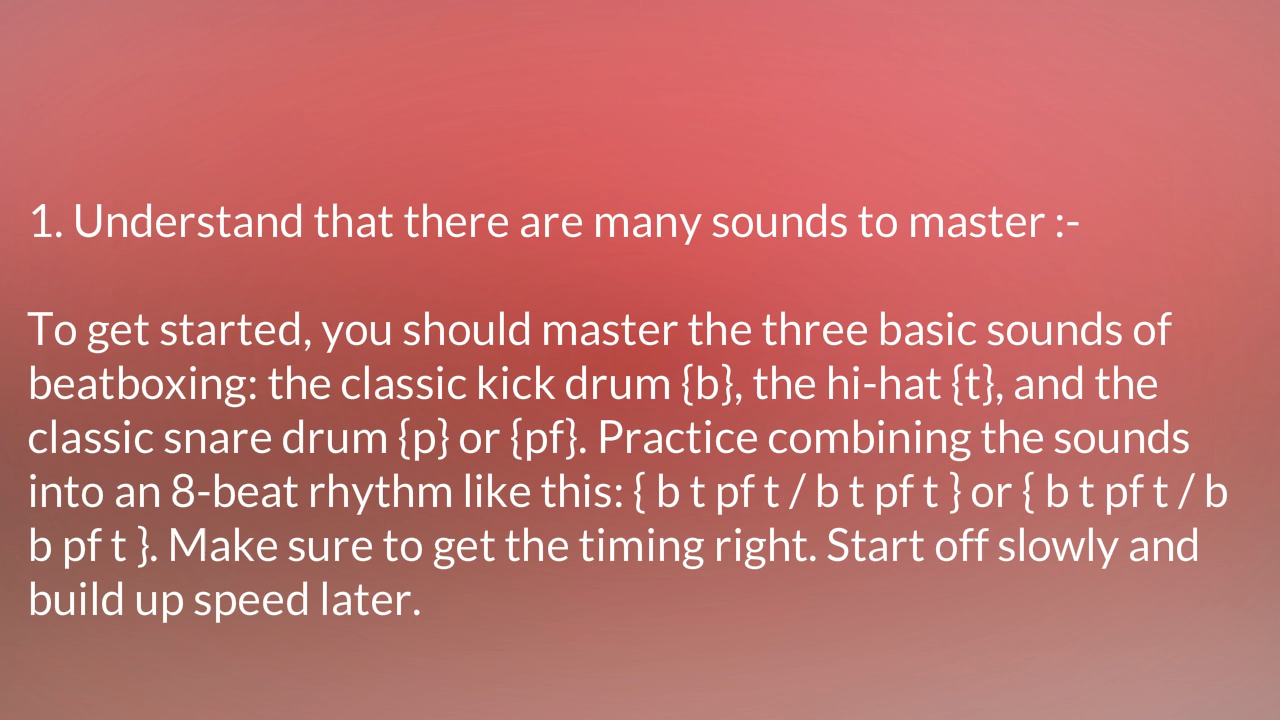 1. Understand that there are many sounds to master :-
To get started, you should master the three basic sounds of
beatboxing: the classic kick drum {b}, the hi-hat {t}, and the
classic snare drum {p} or {pf}. Practice combining the sounds
into an 8-beat rhythm like this: { b t pf t / b t pf t } or { b t pf t / b
b pf t }. Make sure to get the timing right. Start off slowly and
build up speed later.